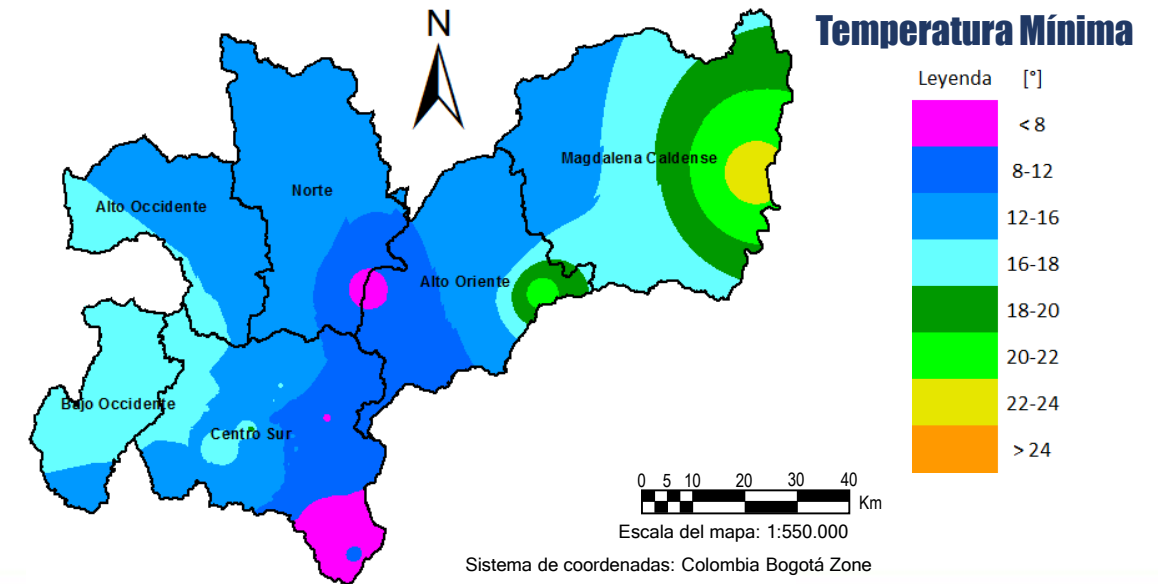 Temperatura Mínima
N
Leyenda [°]
< 8
8-12
12-16
16-18
18-20
20-22
22-24
> 24
Magdalena Caldense
Norte
Alto Occidente
Alto Oriente
Bajo Occidente
Centro Sur
0 5 10 20 30 40
Km
Escala del mapa: 1:550.000
Sistema de coordenadas: Colombia Bogotá Zone